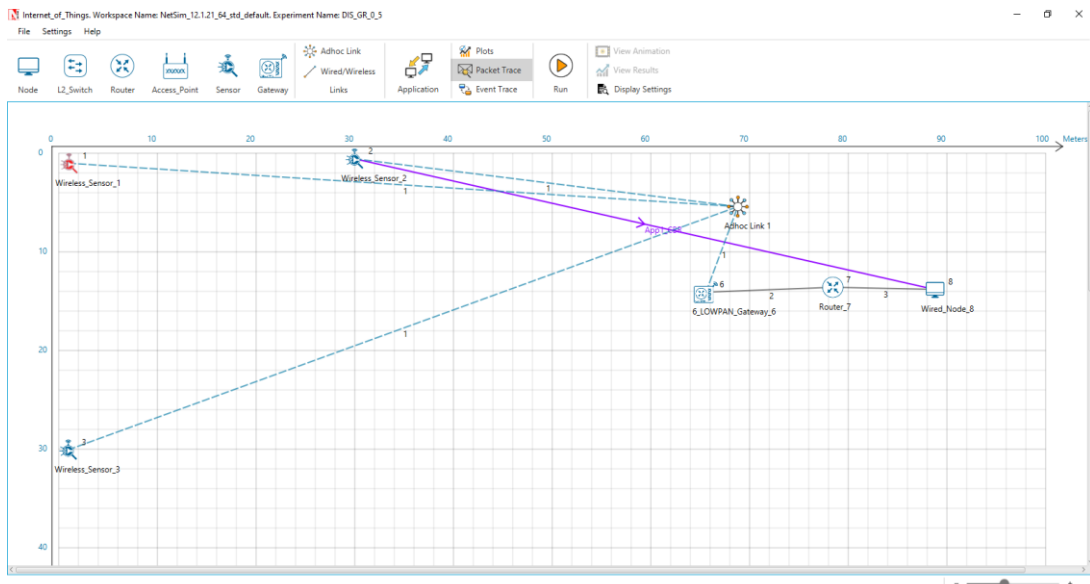 Internet_of_Things. Workspace Name: NetSim_12.1.21_64_std_default. Experiment Name: DIS_GR_0_5
File Settings Help
Node
L2_Switch
Router
Access_Point
Sensor
Gateway
Adhoc Link
Wired/Wireless
Links
Application
Plots
Packet Trace
Event Trace
Run
View Animation
View Results
Display Settings
0 10 20 30 40 50 60 70 80 90 100 Meters
0
1
Wireless_Sensor_1
2
Wireless_Sensor_2
1
1
Adhoc Link 1
App1_CBR
10
1
6
6_LOWPAN_Gateway_6
2
7
Router_7
3
8
Wired_Node_8
20
1
30
3
Wireless_Sensor_3
40